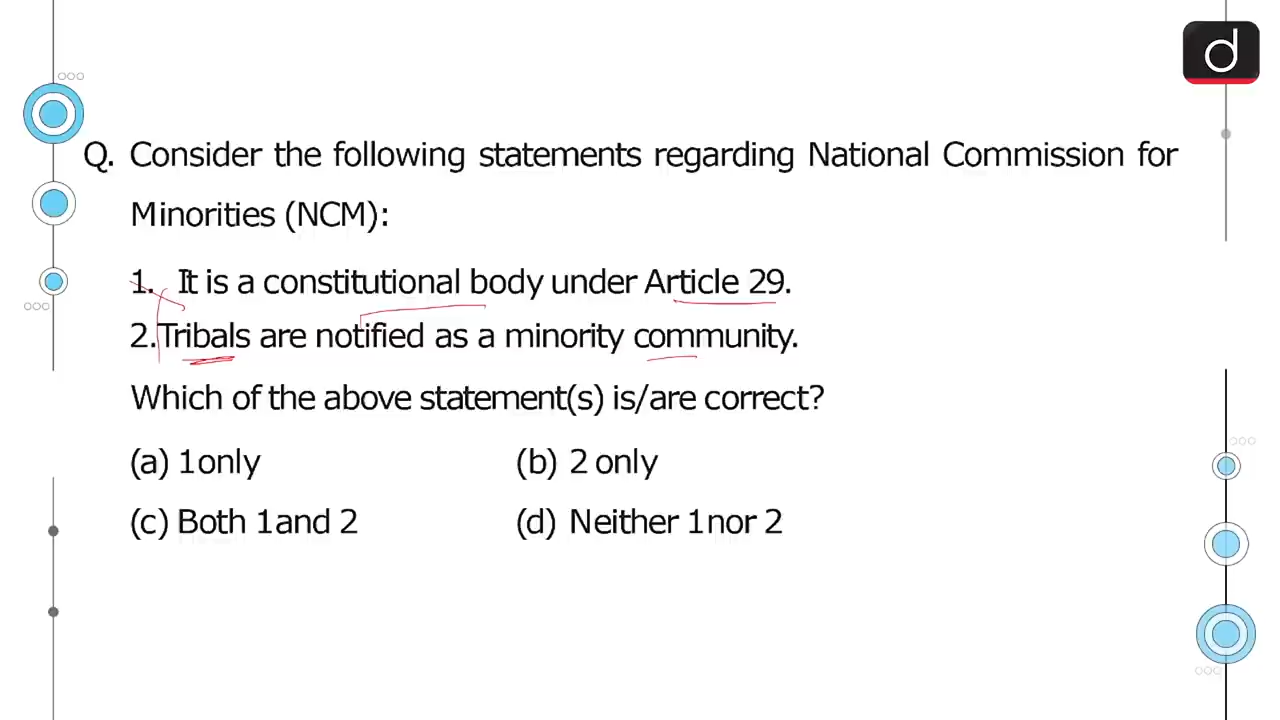 d
Q. Consider the following statements regarding National Commission for
Minorities (NCM):
1. It is a constitutional body under Article 29.
2.Tribals are notified as a minority community.
Which of the above statement(s) is/are correct?
(a) 1only (b) 2 only
(c) Both 1and 2 (d) Neither 1nor 2